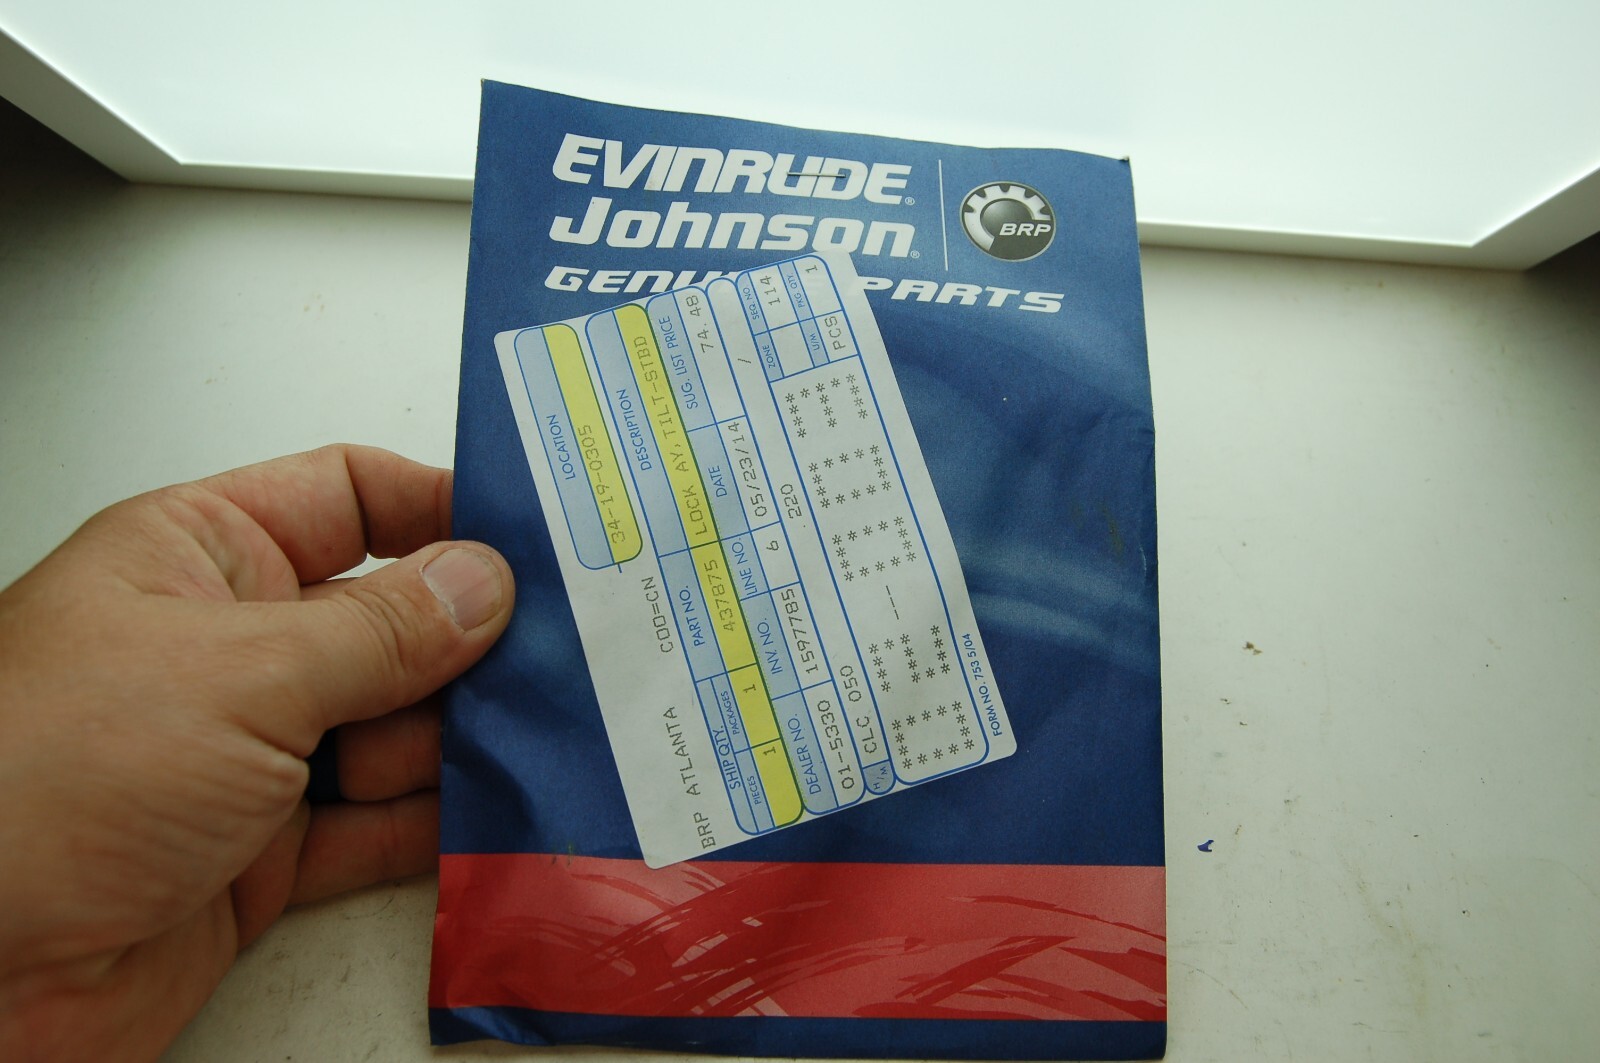 EVINRUDE®
Johnson®
BRP
PARTS
LOCATION
34-19-0305
BRP ATLANTA COO=CN
SHIP QTY. PART NO. DESCRIPTION
PIECES PACKAGES
1 1 437875 LOCK AY,TILT-STBD
DEALER NO. INV. NO. LINE NO. DATE SUG. LIST PRICE
01-5330 1597785 6 05/23/14 74.48
H/M CLC 050 .220 / ZONE SEQ. NO. 114
U/M PCS PKG. QTY. 1
FORM NO. 753 5/04